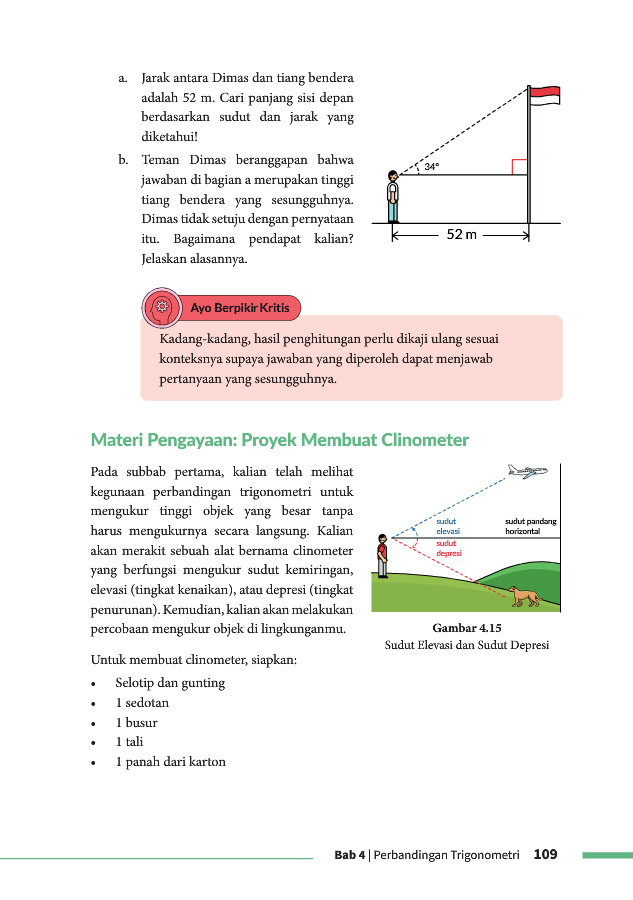 a. Jarak antara Dimas dan tiang bendera
adalah 52 m. Cari panjang sisi depan
berdasarkan sudut dan jarak yang
diketahui!
b. Teman Dimas beranggapan bahwa
jawaban di bagian a merupakan tinggi
tiang bendera yang sesungguhnya.
Dimas tidak setuju dengan pernyataan
itu. Bagaimana pendapat kalian?
Jelaskan alasannya.
34°
52 m
Ayo Berpikir Kritis
Kadang-kadang, hasil penghitungan perlu dikaji ulang sesuai
konteksnya supaya jawaban yang diperoleh dapat menjawab
pertanyaan yang sesungguhnya.
Materi Pengayaan: Proyek Membuat Clinometer
Pada subbab pertama, kalian telah melihat
kegunaan perbandingan trigonometri untuk
mengukur tinggi objek yang besar tanpa
harus mengukurnya secara langsung. Kalian
akan merakit sebuah alat bernama clinometer
yang berfungsi mengukur sudut kemiringan,
elevasi (tingkat kenaikan), atau depresi (tingkat
penurunan). Kemudian, kalian akan melakukan
percobaan mengukur objek di lingkunganmu.
sudut
elevasi
sudut
depresi
sudut pandang
horizontal
Gambar 4.15
Sudut Elevasi dan Sudut Depresi
Untuk membuat clinometer, siapkan:
• Selotip dan gunting
• 1 sedotan
• 1 busur
• 1 tali
• 1 panah dari karton
Bab 4 | Perbandingan Trigonometri 109